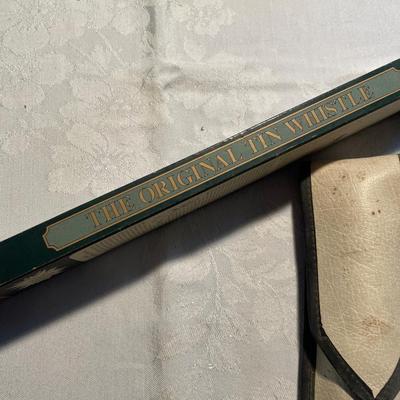 THE ORIGINAL TIN WHISTLE